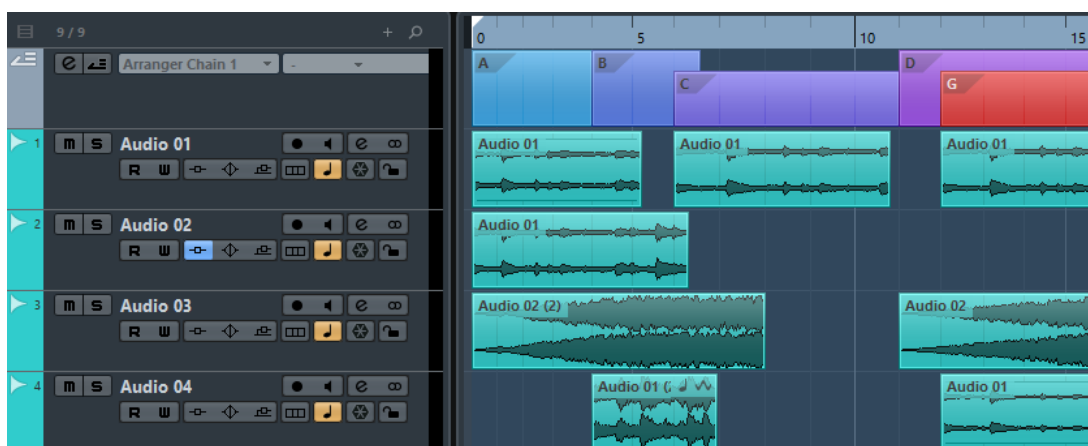 9 / 9 +
0 5 10 15
e Arranger Chain 1 -
A B D
C G
1 m S Audio 01 e
R W
Audio 01 Audio 01 Audio 01
2 m S Audio 02 e
R W
Audio 01
3 m S Audio 03 e
R W
Audio 02 (2) Audio 02
4 m S Audio 04 e
R W
Audio 01 ( Audio 01